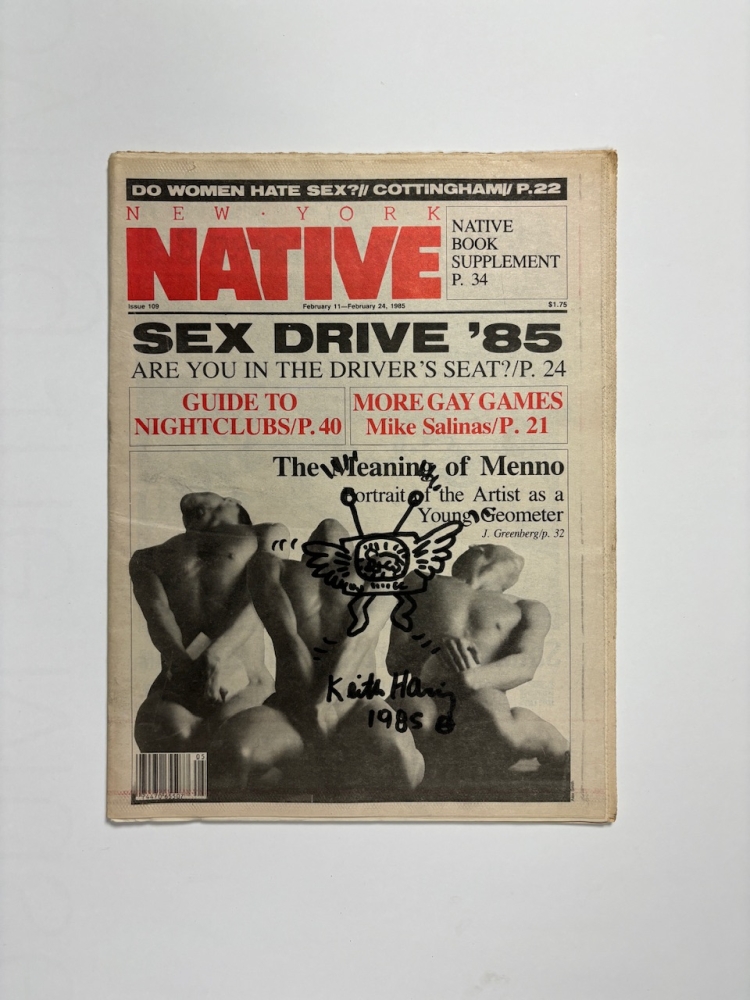 DO WOMEN HATE SEX?// COTTINGHAM// P.22
NEW·YORK
NATIVE
NATIVE
BOOK
SUPPLEMENT
P. 34
Issue 109
February 11—February 24, 1985
$1.75
SEX DRIVE '85
ARE YOU IN THE DRIVER'S SEAT?/P. 24
GUIDE TO
NIGHTCLUBS/P. 40
MORE GAY GAMES
Mike Salinas/P. 21
The Meaning of Menno
Portrait of the Artist as a
Young Geometer
J. Greenberg/p. 32
Keith Haring
1985
05